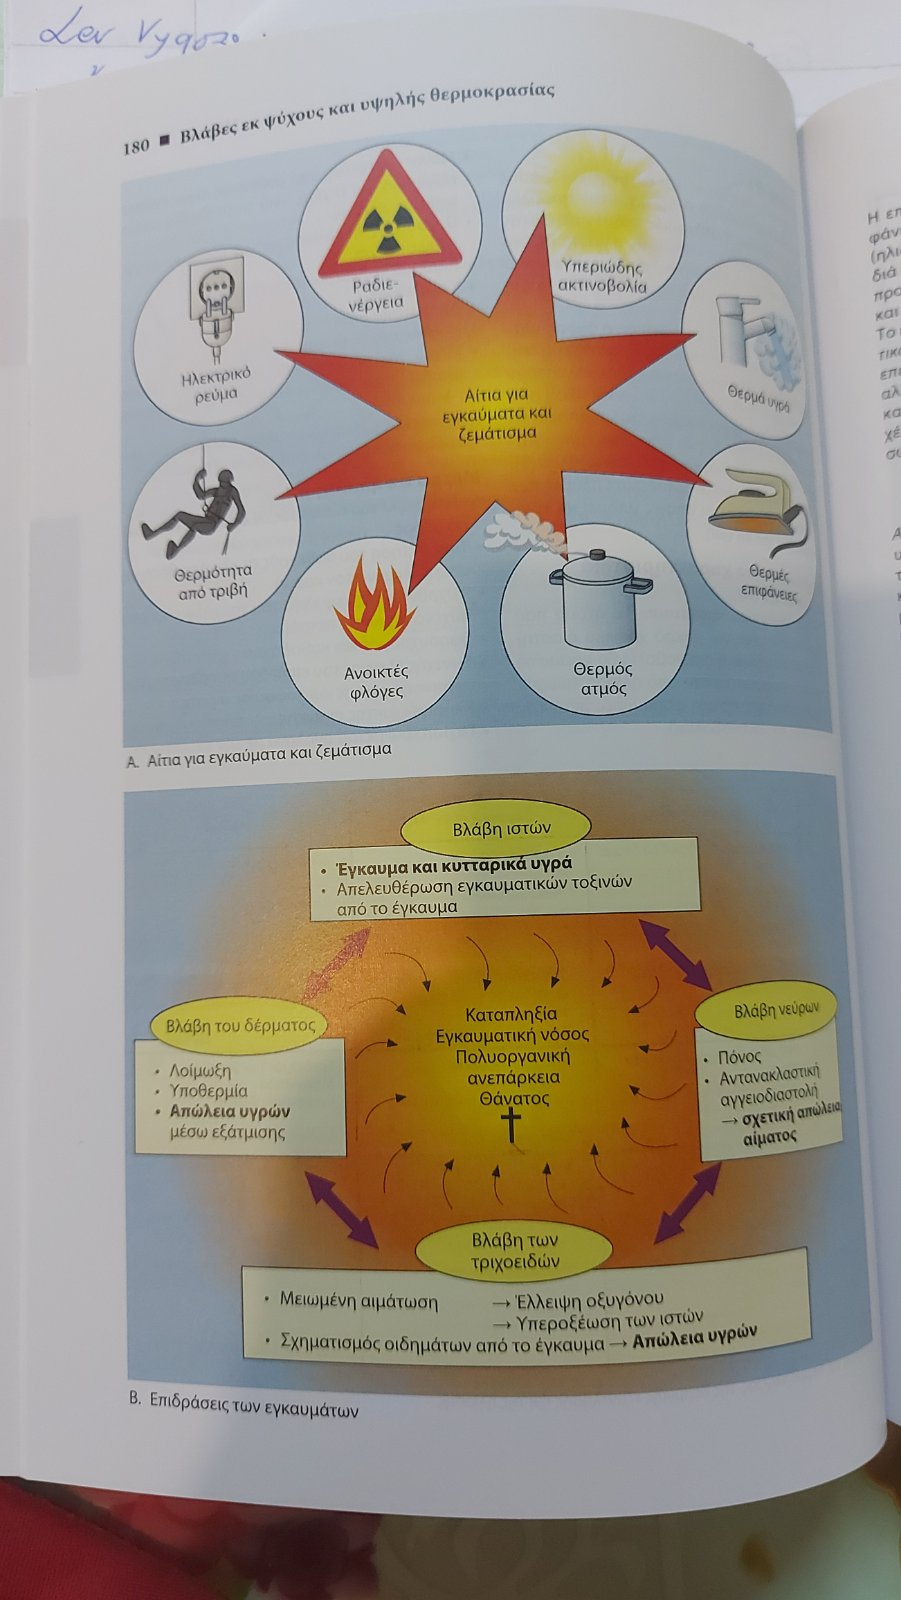 180 ■ Βλάβες εκ ψύχους και υψηλής θερμοκρασίας
Ραδιε-
νέργεια
Υπεριώδης
ακτινοβολία
Ηλεκτρικό
ρεύμα
Θερμά υγρά
Αίτια για
εγκαύματα και
ζεμάτισμα
Θερμότητα
από τριβή
Θερμές
επιφάνειες
Ανοικτές
φλόγες
Θερμός
ατμός
Α. Αίτια για εγκαύματα και ζεμάτισμα
Βλάβη ιστών
• Έγκαυμα και κυτταρικά υγρά
• Απελευθέρωση εγκαυματικών τοξινών
από το έγκαυμα
Βλάβη του δέρματος
• Λοίμωξη
• Υποθερμία
• Απώλεια υγρών
μέσω εξάτμισης
Καταπληξία
Εγκαυματική νόσος
Πολυοργανική
ανεπάρκεια
Θάνατος
Βλάβη νεύρων
• Πόνος
• Αντανακλαστική
αγγειοδιαστολή
→ σχετική απώλεια
αίματος
Βλάβη των
τριχοειδών
• Μειωμένη αιμάτωση → Έλλειψη οξυγόνου
→ Υπεροξέωση των ιστών
• Σχηματισμός οιδημάτων από το έγκαυμα → Απώλεια υγρών
Β. Επιδράσεις των εγκαυμάτων